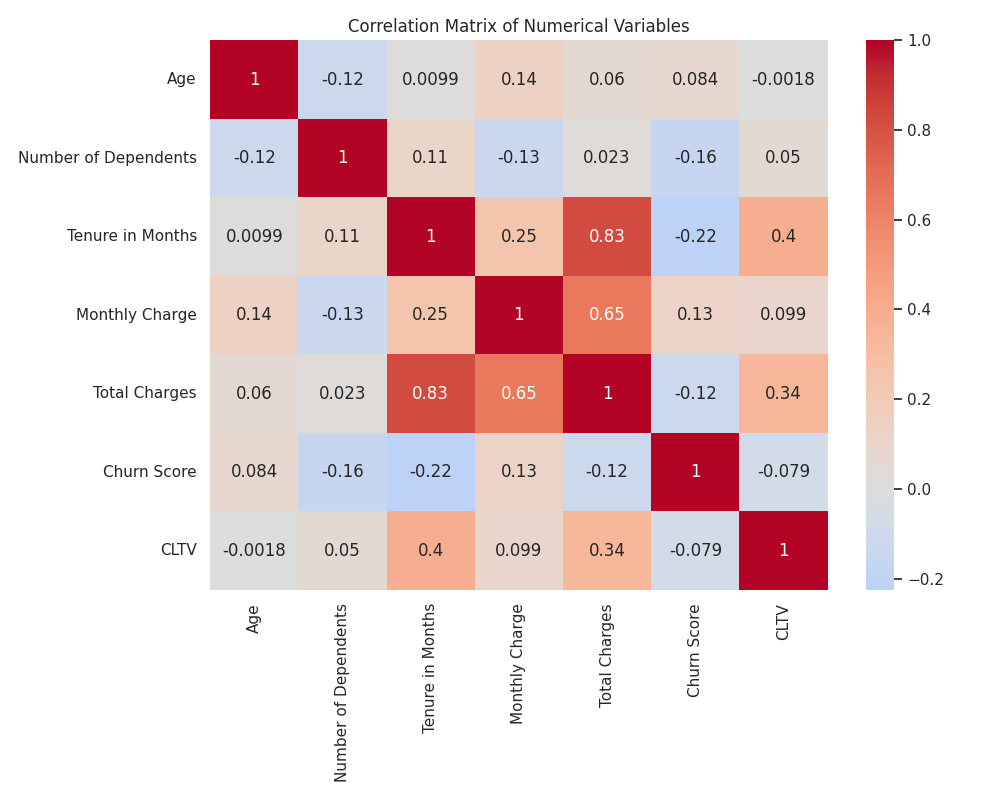 Correlation Matrix of Numerical Variables
Age 1 -0.12 0.0099 0.14 0.06 0.084 -0.0018
Number of Dependents -0.12 1 0.11 -0.13 0.023 -0.16 0.05
Tenure in Months 0.0099 0.11 1 0.25 0.83 -0.22 0.4
Monthly Charge 0.14 -0.13 0.25 1 0.65 0.13 0.099
Total Charges 0.06 0.023 0.83 0.65 1 -0.12 0.34
Churn Score 0.084 -0.16 -0.22 0.13 -0.12 1 -0.079
CLTV -0.0018 0.05 0.4 0.099 0.34 -0.079 1
Age
Number of Dependents
Tenure in Months
Monthly Charge
Total Charges
Churn Score
CLTV
1.0
0.8
0.6
0.4
0.2
0.0
−0.2